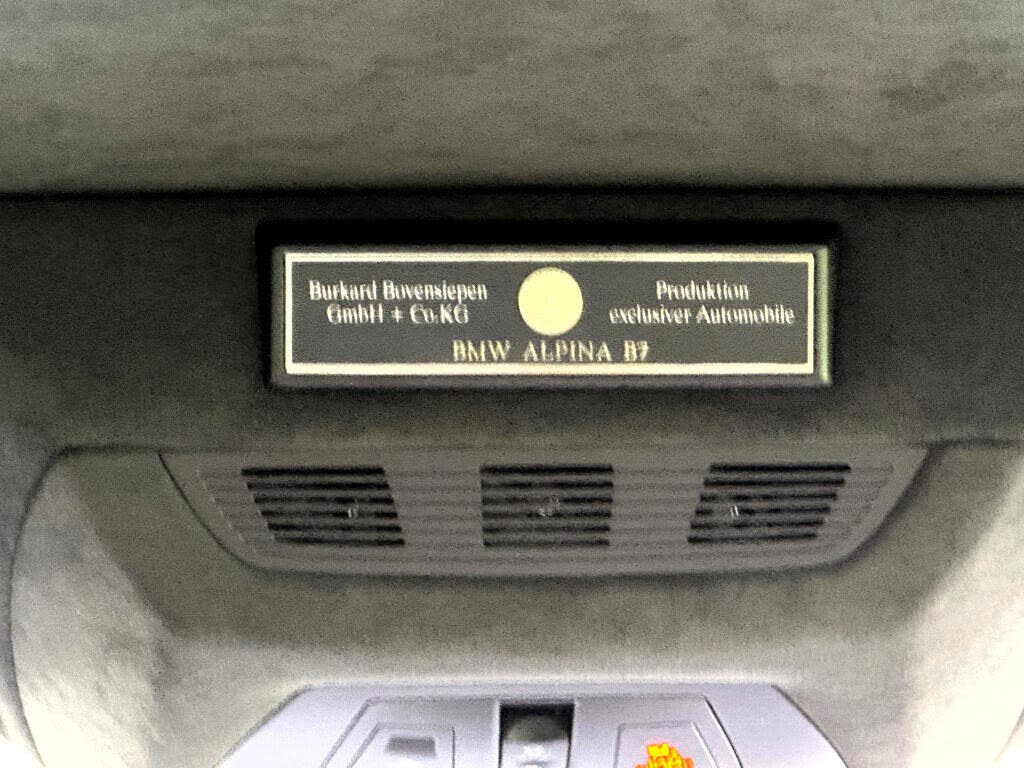 Burkard Bovensiepen
GmbH + Co.KG
Produktion
exclusiver Automobile
BMW ALPINA B7